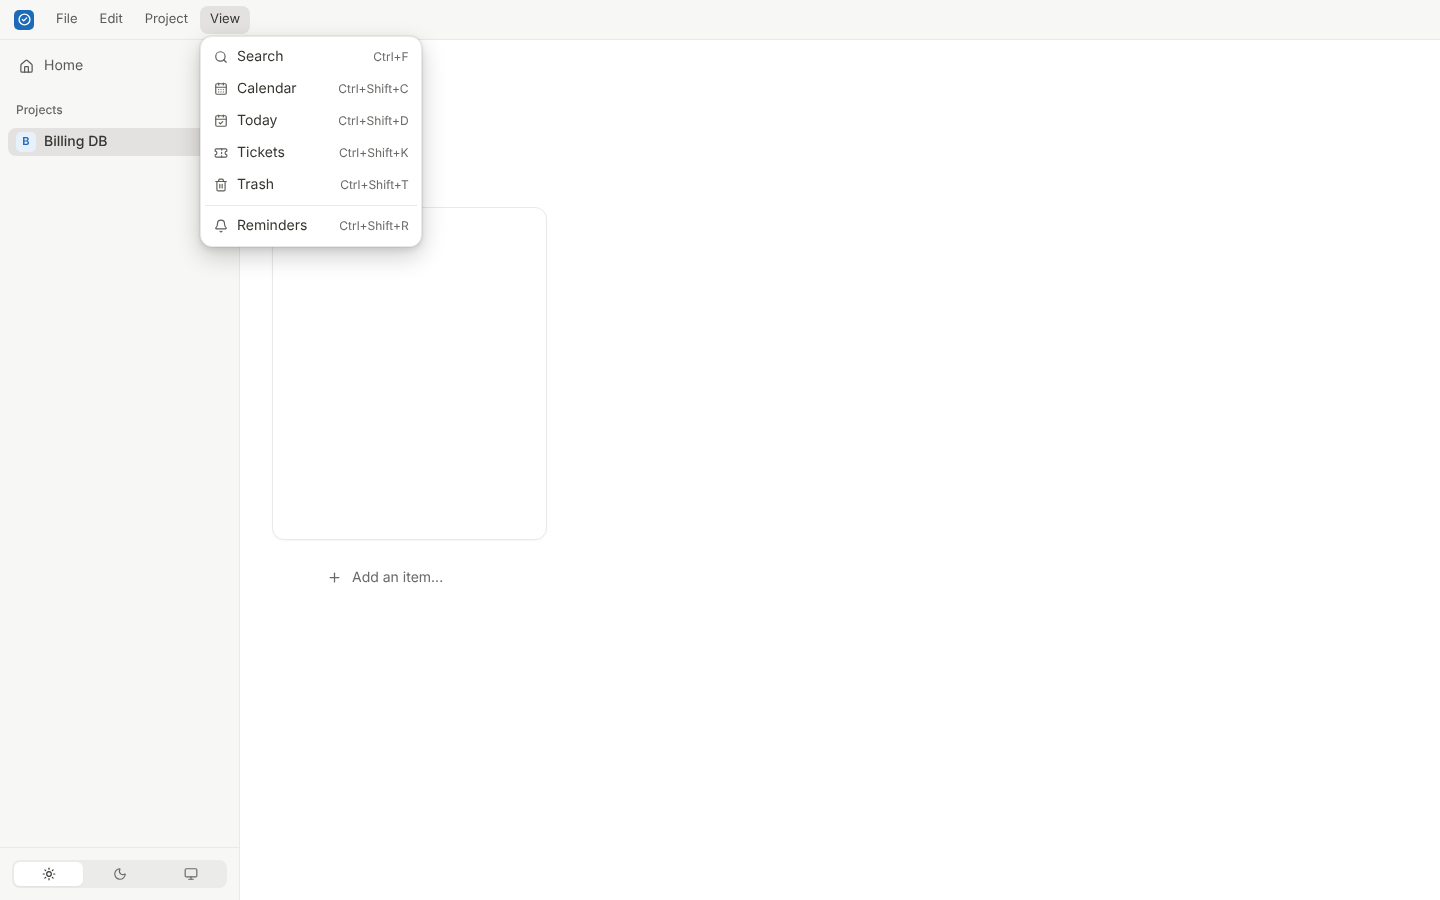 File Edit Project View
Home
Projects
B Billing DB
Search Ctrl+F
Calendar Ctrl+Shift+C
Today Ctrl+Shift+D
Tickets Ctrl+Shift+K
Trash Ctrl+Shift+T
Reminders Ctrl+Shift+R
Add an item...